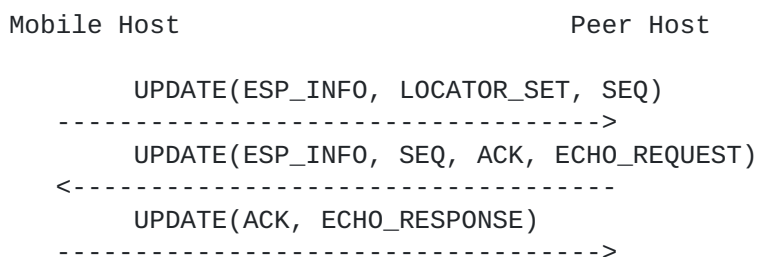 Mobile Host                         Peer Host
UPDATE(ESP_INFO, LOCATOR_SET, SEQ)
----------------------------------->
UPDATE(ESP_INFO, SEQ, ACK, ECHO_REQUEST)
<-----------------------------------
UPDATE(ACK, ECHO_RESPONSE)
----------------------------------->